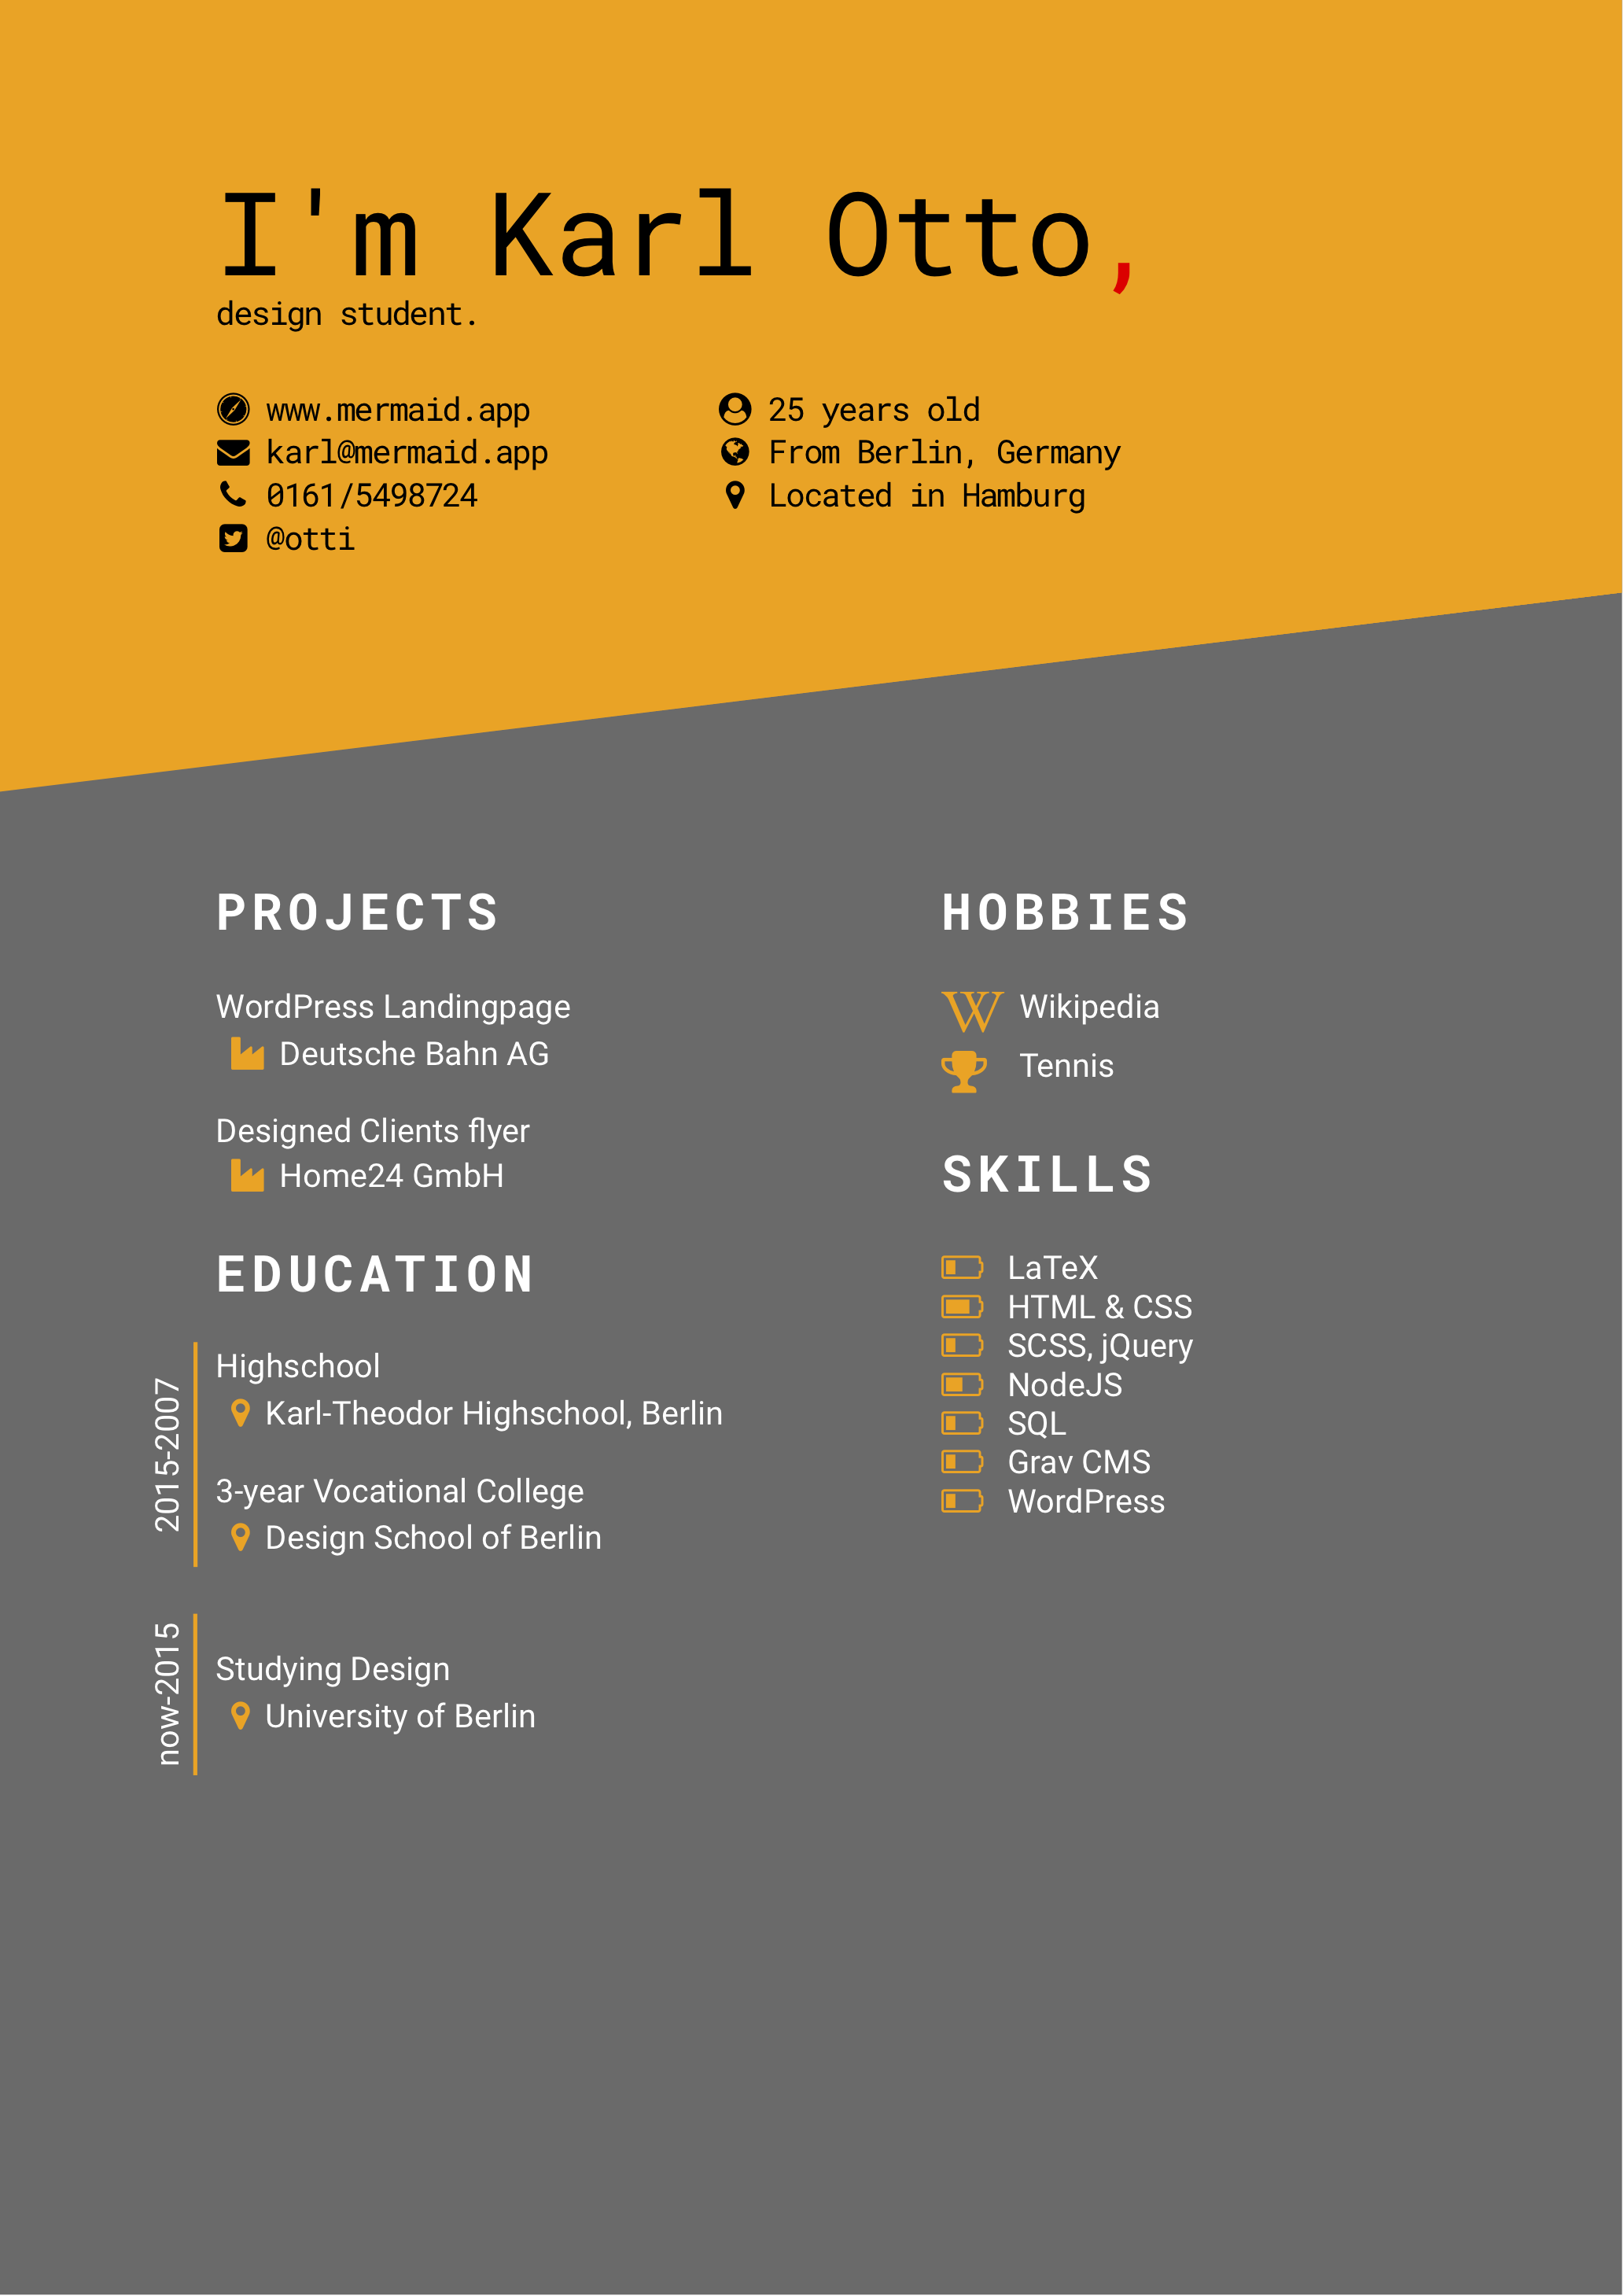 I'm Karl Otto,
design student.
www.mermaid.app
karl@mermaid.app
0161/5498724
@otti
25 years old
From Berlin, Germany
Located in Hamburg
PROJECTS
WordPress Landingpage
Deutsche Bahn AG
Designed Clients flyer
Home24 GmbH
EDUCATION
2015-2007
Highschool
Karl-Theodor Highschool, Berlin
3-year Vocational College
Design School of Berlin
now-2015
Studying Design
University of Berlin
HOBBIES
W Wikipedia
Tennis
SKILLS
LaTeX
HTML & CSS
SCSS, jQuery
NodeJS
SQL
Grav CMS
WordPress